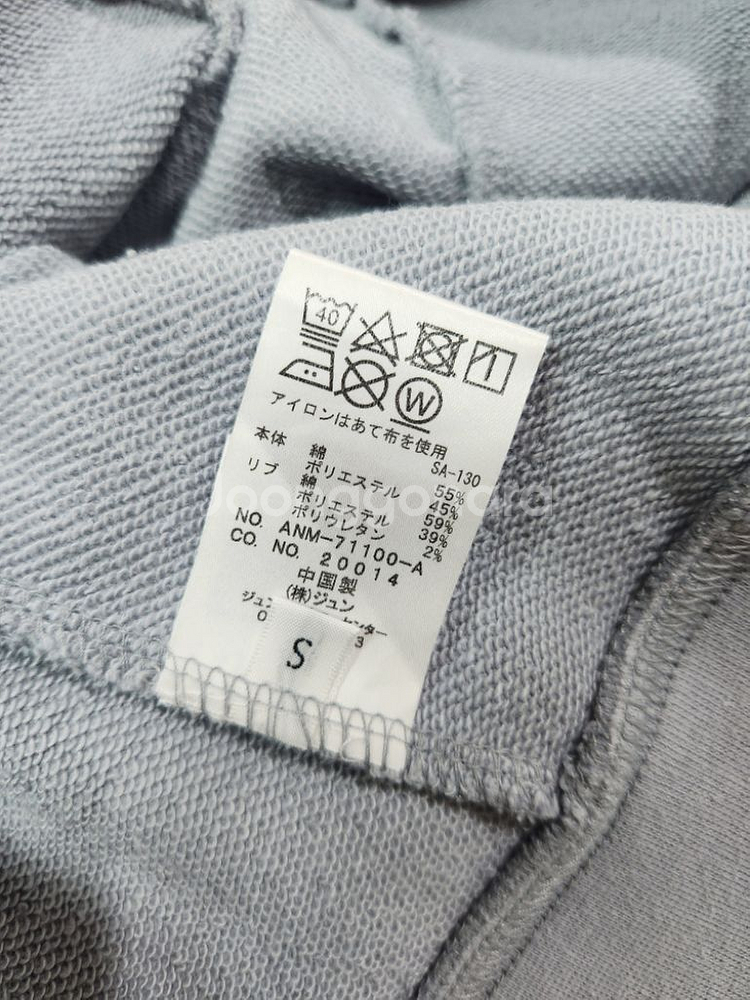 40
W
アイロンはあて布を使用
SA-130
本体 綿 55%
ポリエステル 45%
リブ 綿 59%
ポリエステル 39%
ポリウレタン 2%
NO. ANM-71100-A
CO. NO. 20014
中国製
(株)ジュン
S